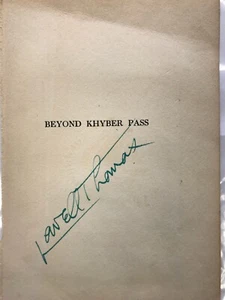 BEYOND KHYBER PASS
Lowell Thomas